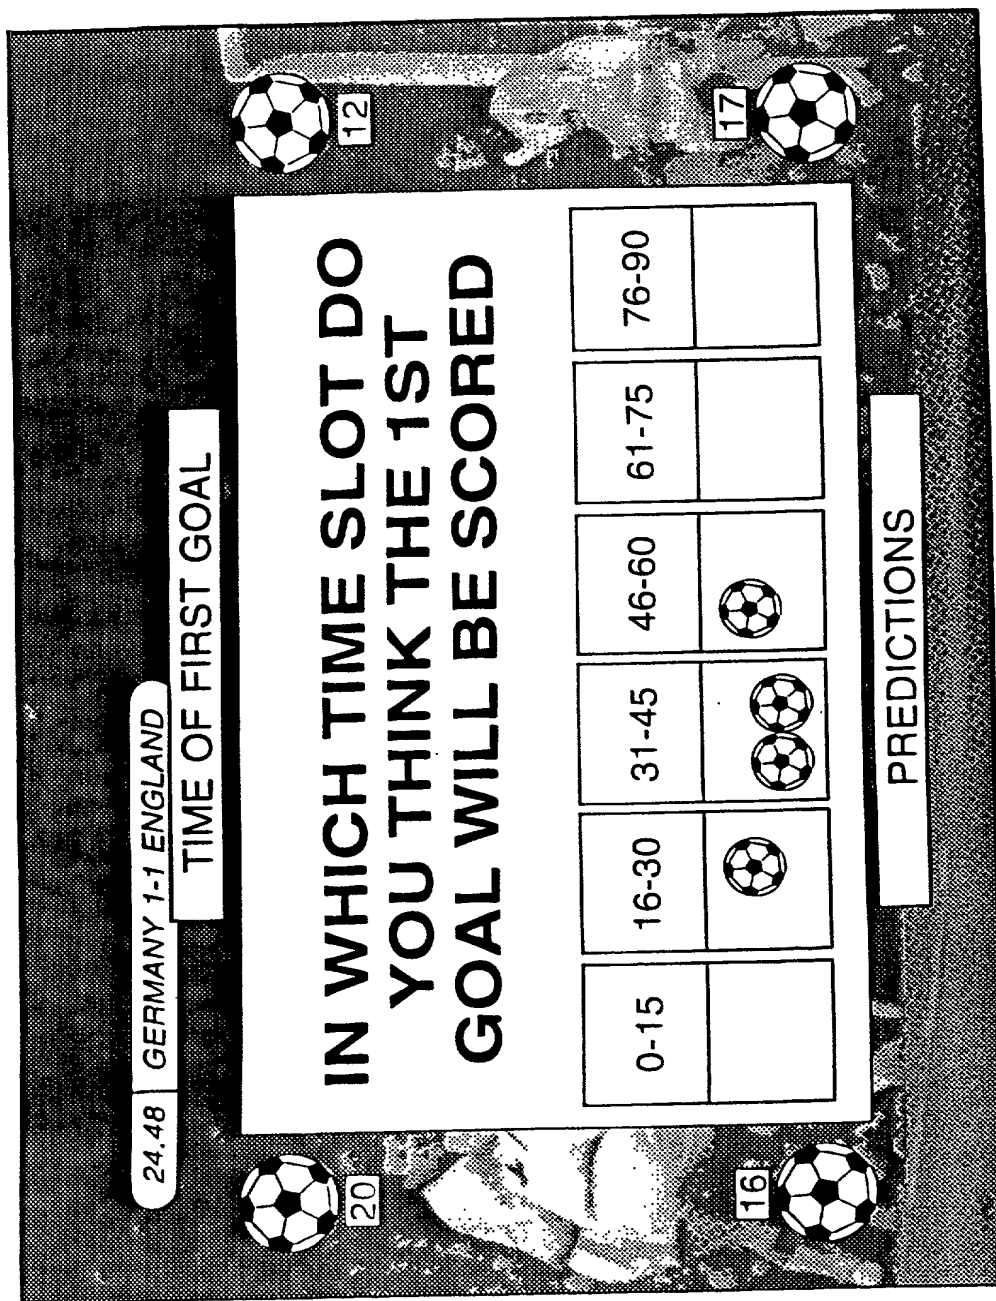 24.48 GERMANY 1-1 ENGLAND
TIME OF FIRST GOAL
20
12
IN WHICH TIME SLOT DO
YOU THINK THE 1ST
GOAL WILL BE SCORED
0-15 16-30 31-45 46-60 61-75 76-90
16
17
PREDICTIONS